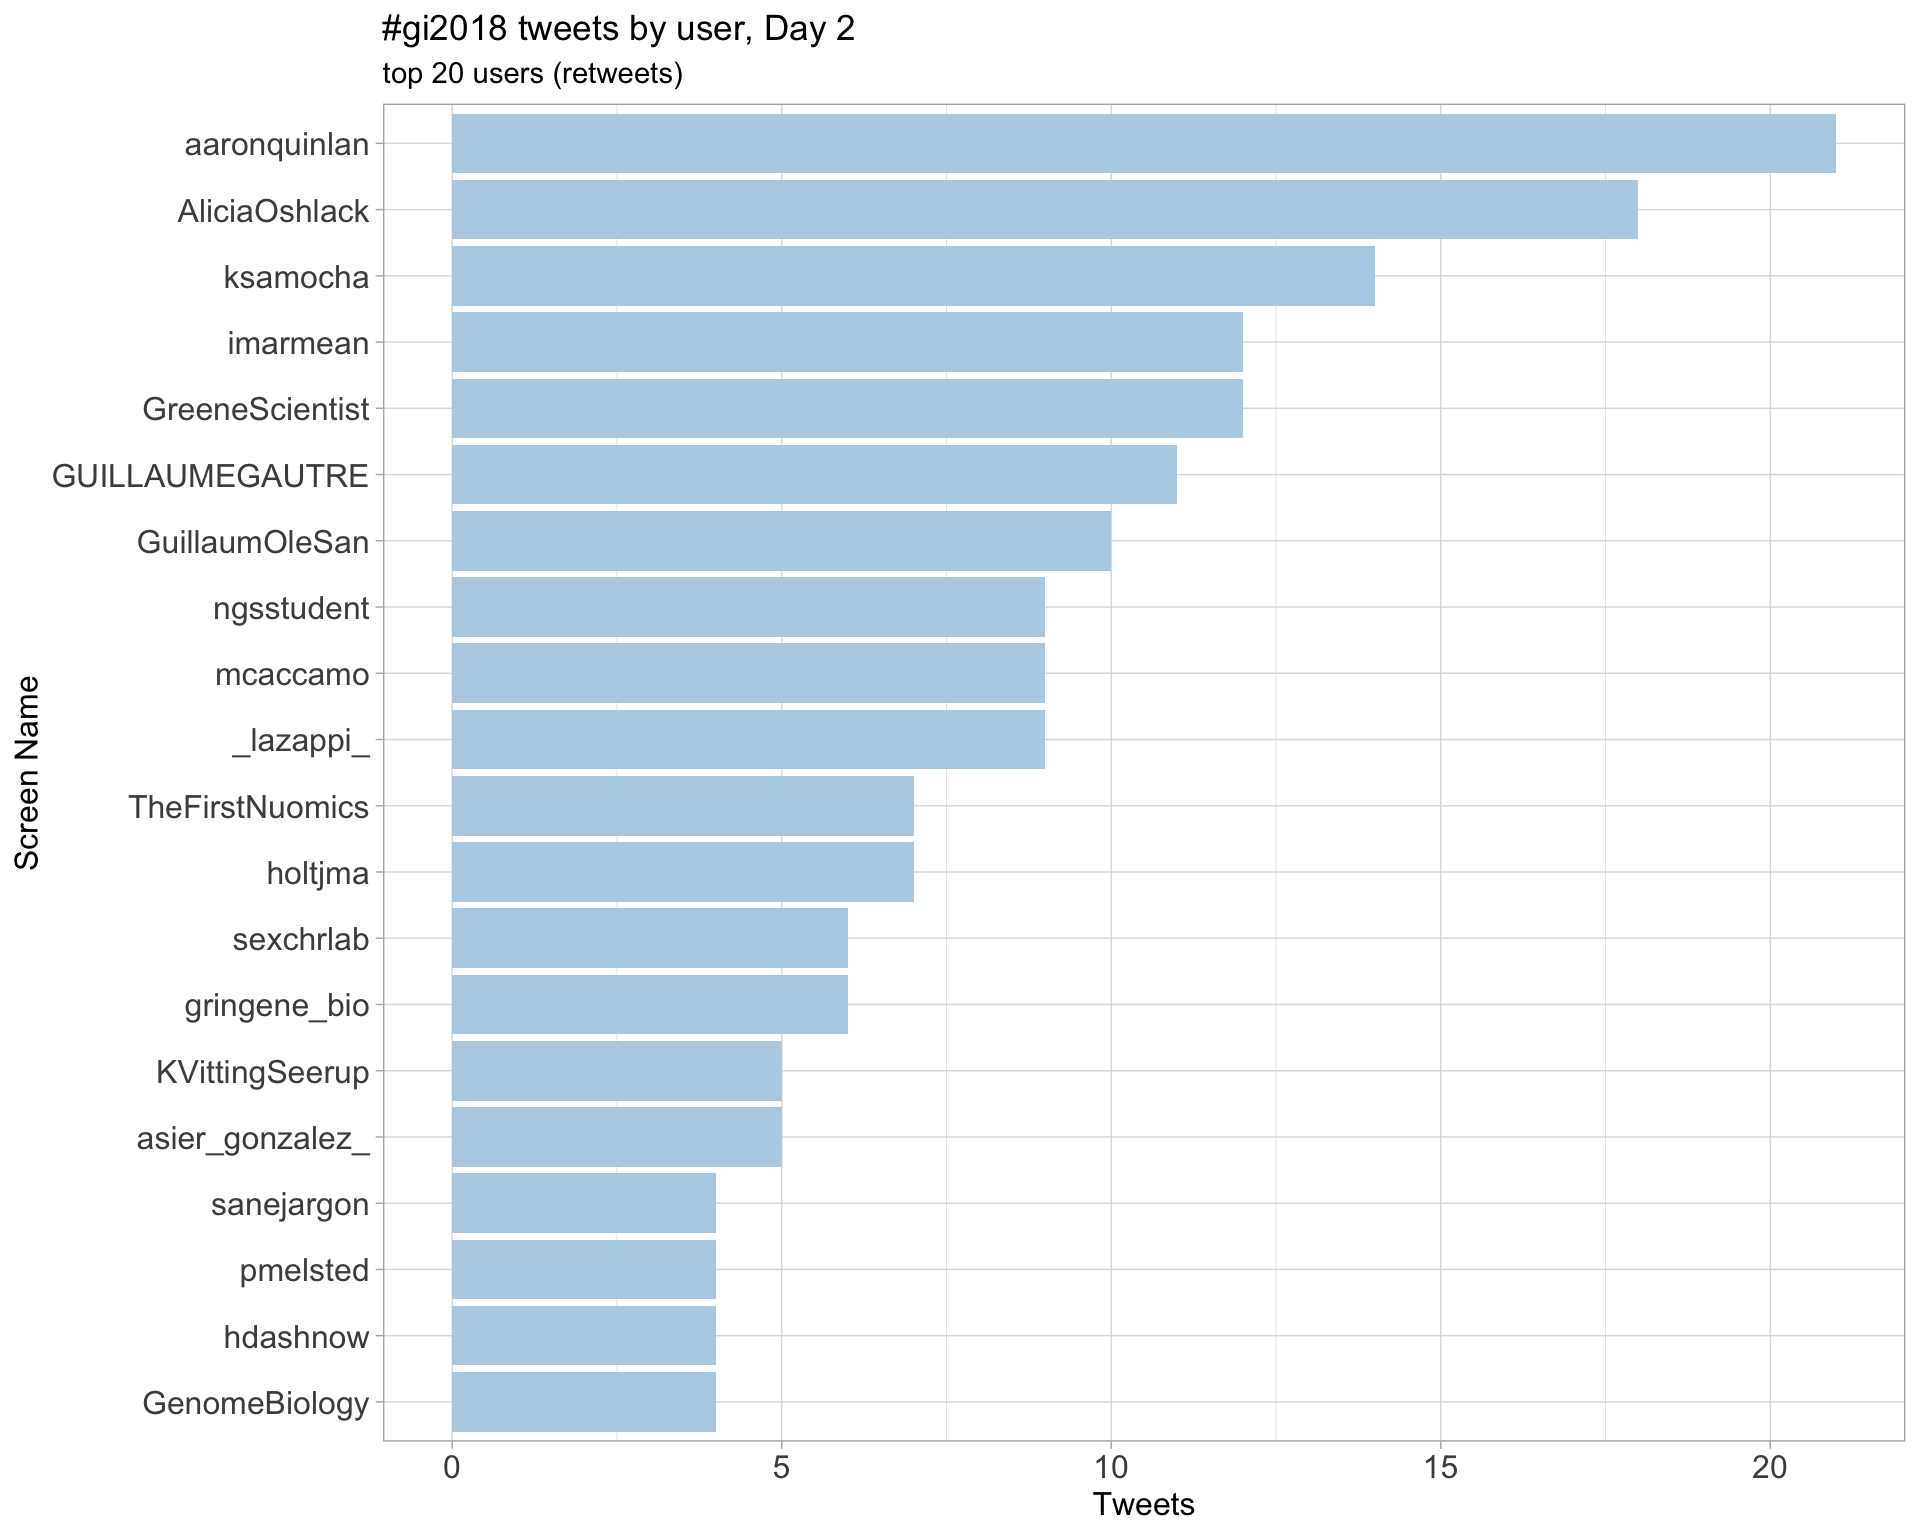 #gi2018 tweets by user, Day 2
top 20 users (retweets)
Screen Name
aaronquinlan
AliciaOshlack
ksamocha
imarmean
GreeneScientist
GUILLAUMEGAUTRE
GuillaumOleSan
ngsstudent
mcaccamo
_lazappi_
TheFirstNuomics
holtjma
sexchrlab
gringene_bio
KVittingSeerup
asier_gonzalez_
sanejargon
pmelsted
hdashnow
GenomeBiology
0 5 10 15 20
Tweets